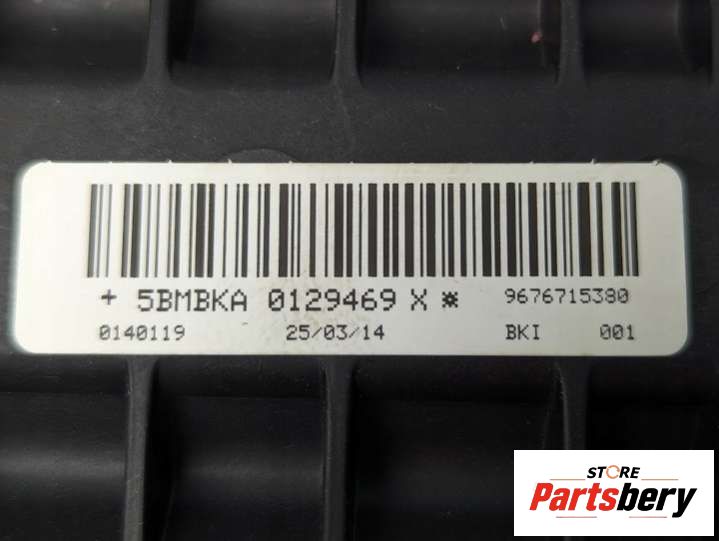 + 5BMBKA 0129469 X ⋇ 9676715380
0140119 25/03/14 BKI 001
STORE
Partsbery